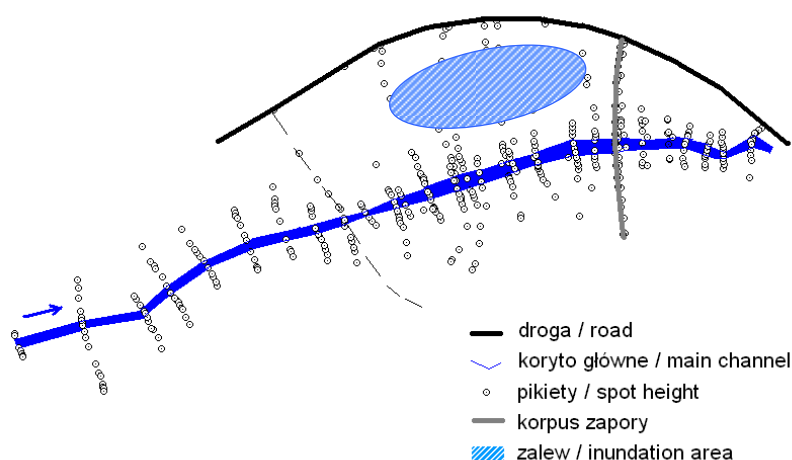 droga / road
koryto główne / main channel
pikiety / spot height
korpus zapory
zalew / inundation area